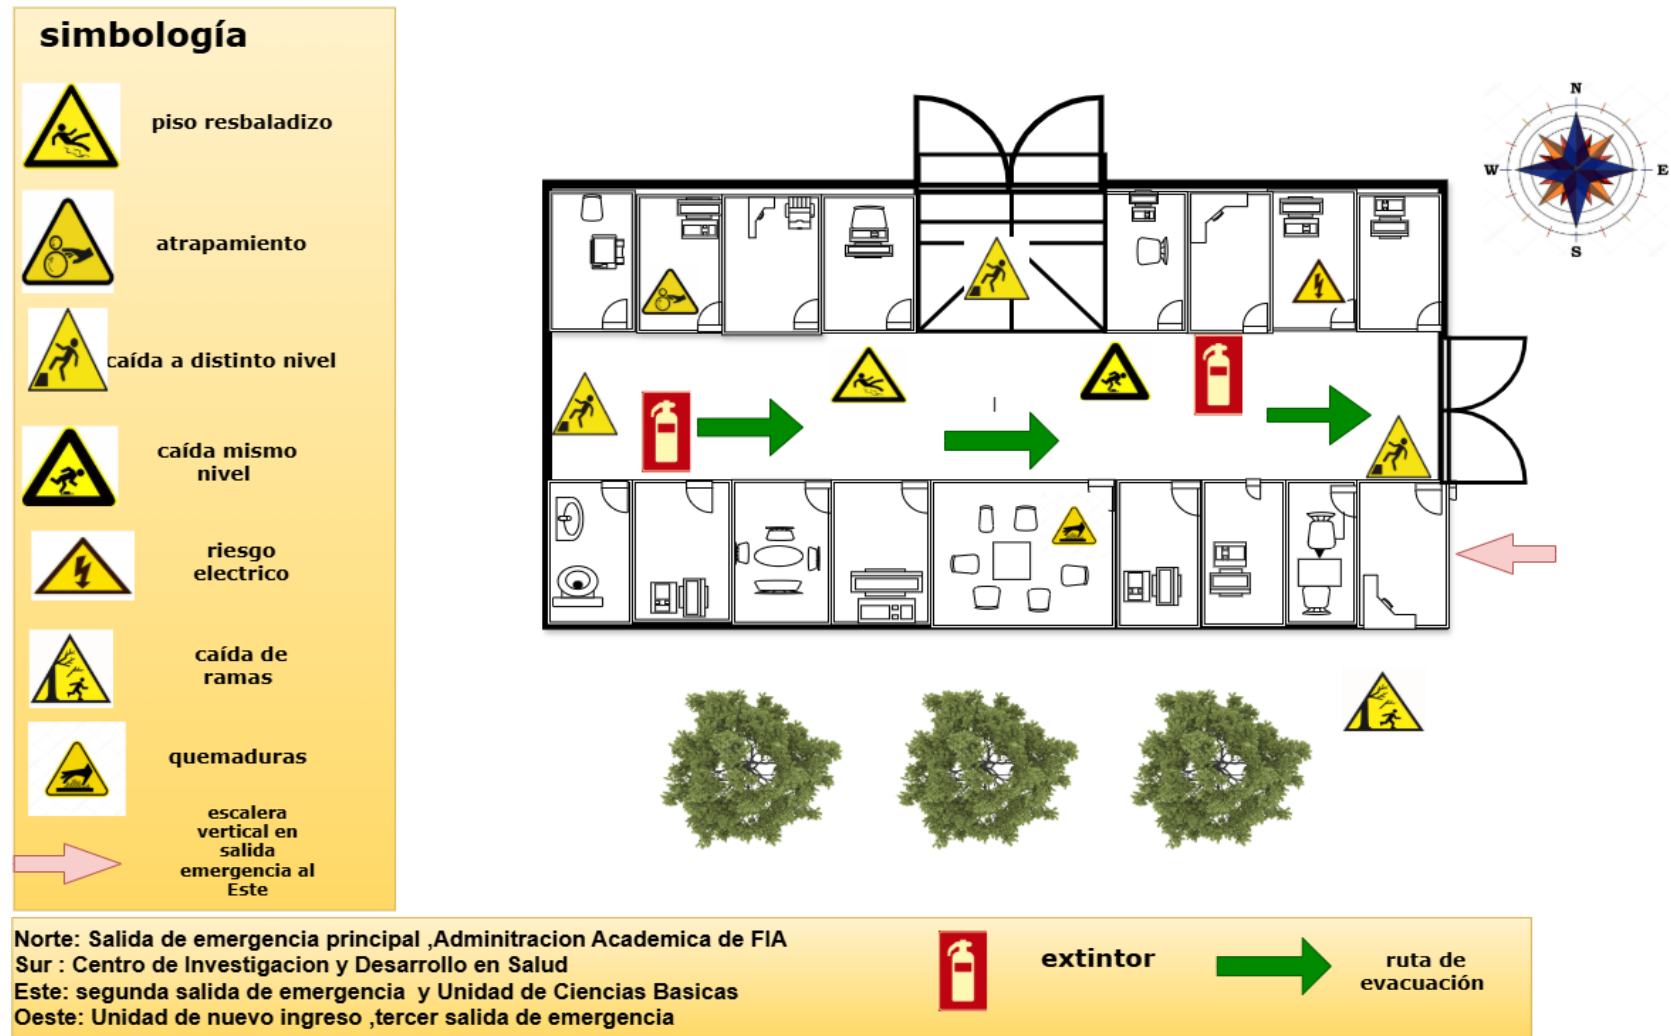 simbología
piso resbaladizo
atrapamiento
caída a distinto nivel
caída mismo
nivel
riesgo
electrico
caída de
ramas
quemaduras
escalera
vertical en
salida
emergencia al
Este
N
W
E
S
Norte: Salida de emergencia principal ,Adminitracion Academica de FIA
Sur : Centro de Investigacion y Desarrollo en Salud
Este: segunda salida de emergencia y Unidad de Ciencias Basicas
Oeste: Unidad de nuevo ingreso ,tercer salida de emergencia
extintor
ruta de
evacuación